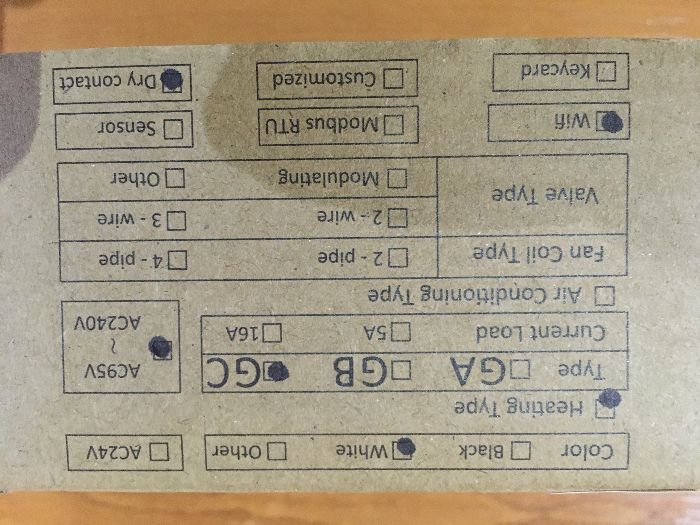 Color □ Black □ White □ Other □ AC24V
□ Heating Type
Type □ GA □ GB □ GC
AC95V
~
AC240V
Current Load □ 5A □ 16A
□ Air Conditioning Type
Fan Coil Type □ 2 - pipe □ 4 - pipe
Valve Type □ 2 - wire □ 3 - wire
□ Modulating □ Other
□ Wifi □ Modbus RTU □ Sensor
□ Keycard □ Customized □ Dry contact